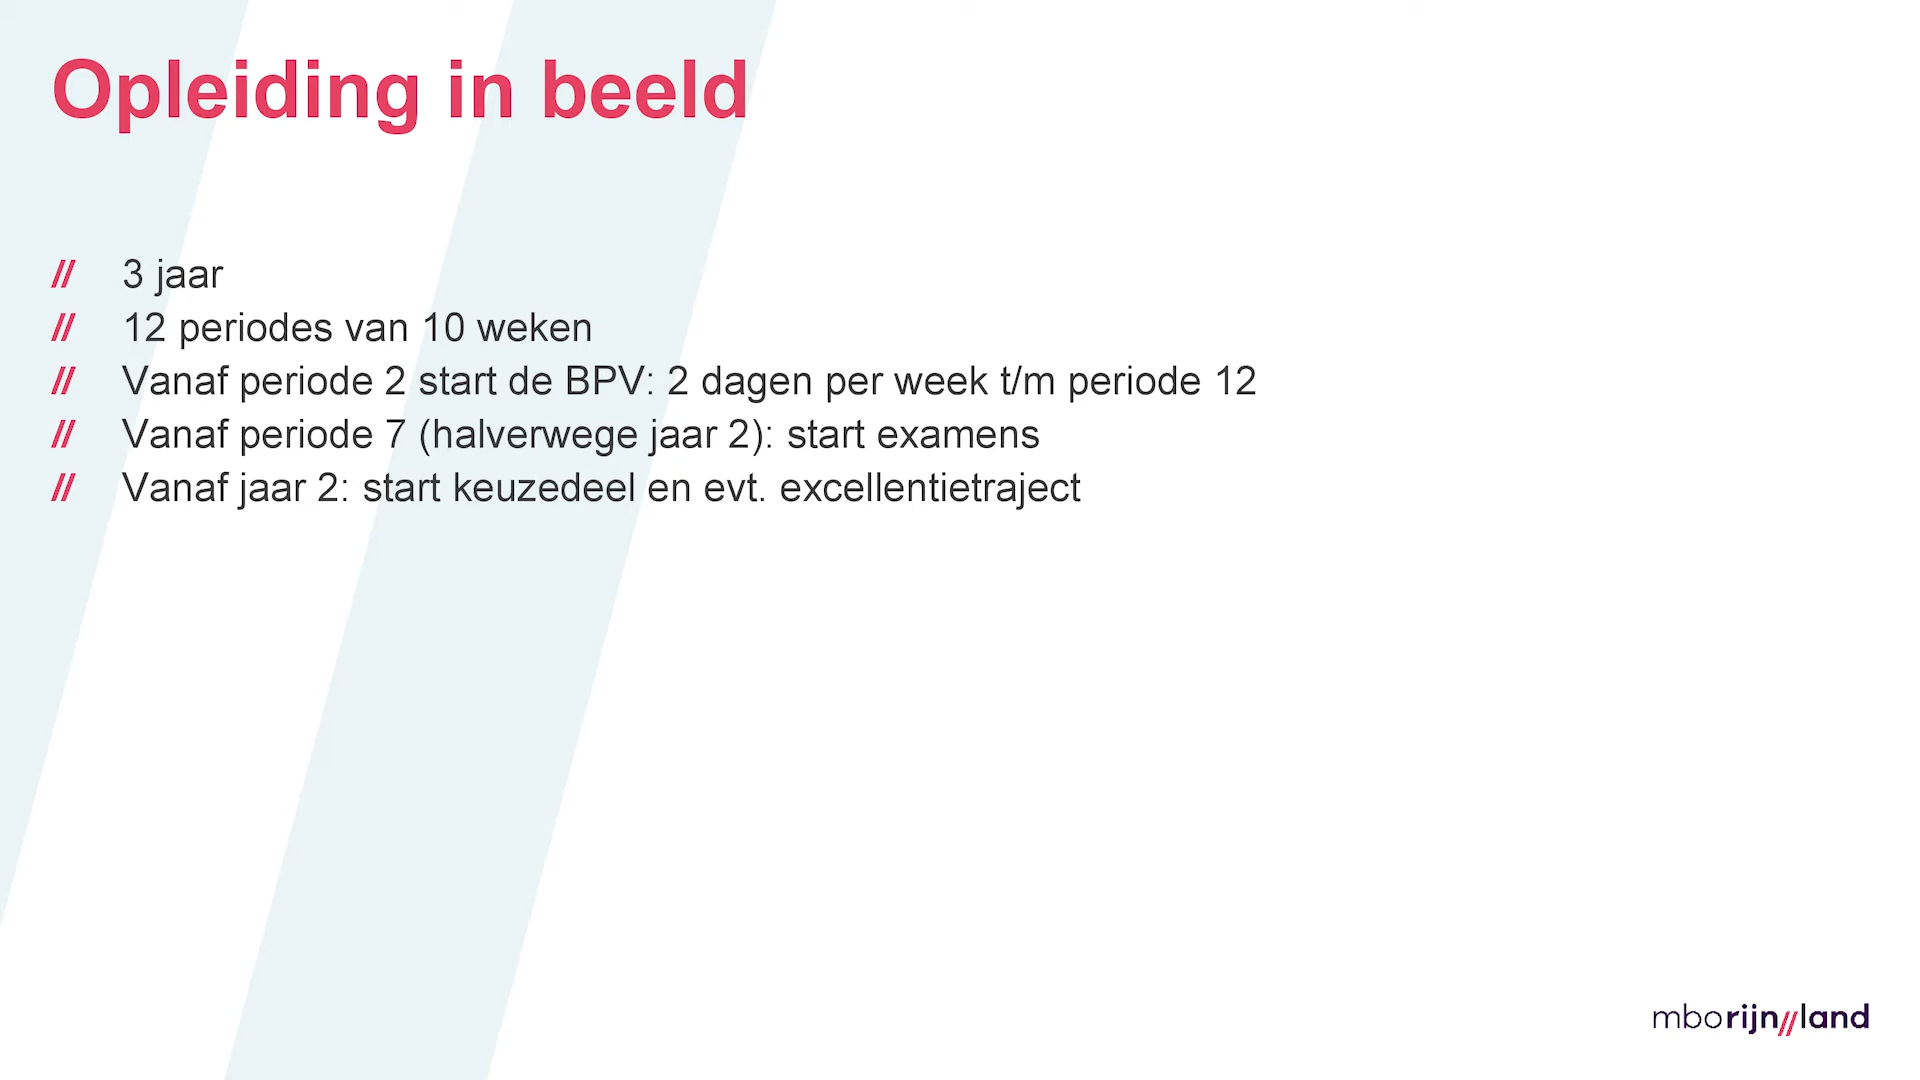 Opleiding in beeld
// 3 jaar
// 12 periodes van 10 weken
// Vanaf periode 2 start de BPV: 2 dagen per week t/m periode 12
// Vanaf periode 7 (halverwege jaar 2): start examens
// Vanaf jaar 2: start keuzedeel en evt. excellentietraject
mborijn//land